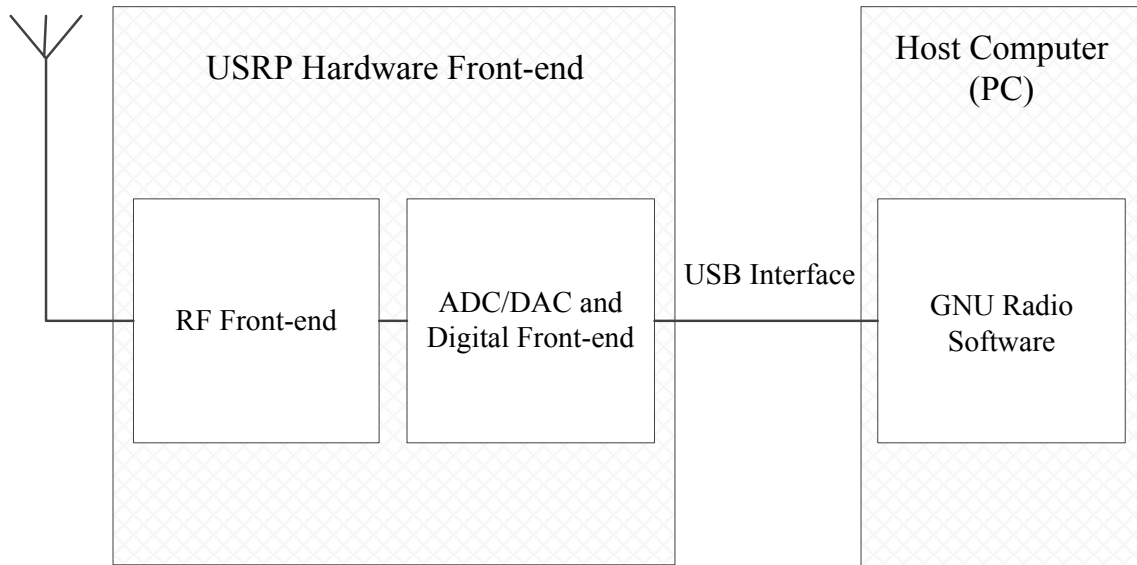 USRP Hardware Front-end
Host Computer
(PC)
RF Front-end
ADC/DAC and
Digital Front-end
USB Interface
GNU Radio
Software